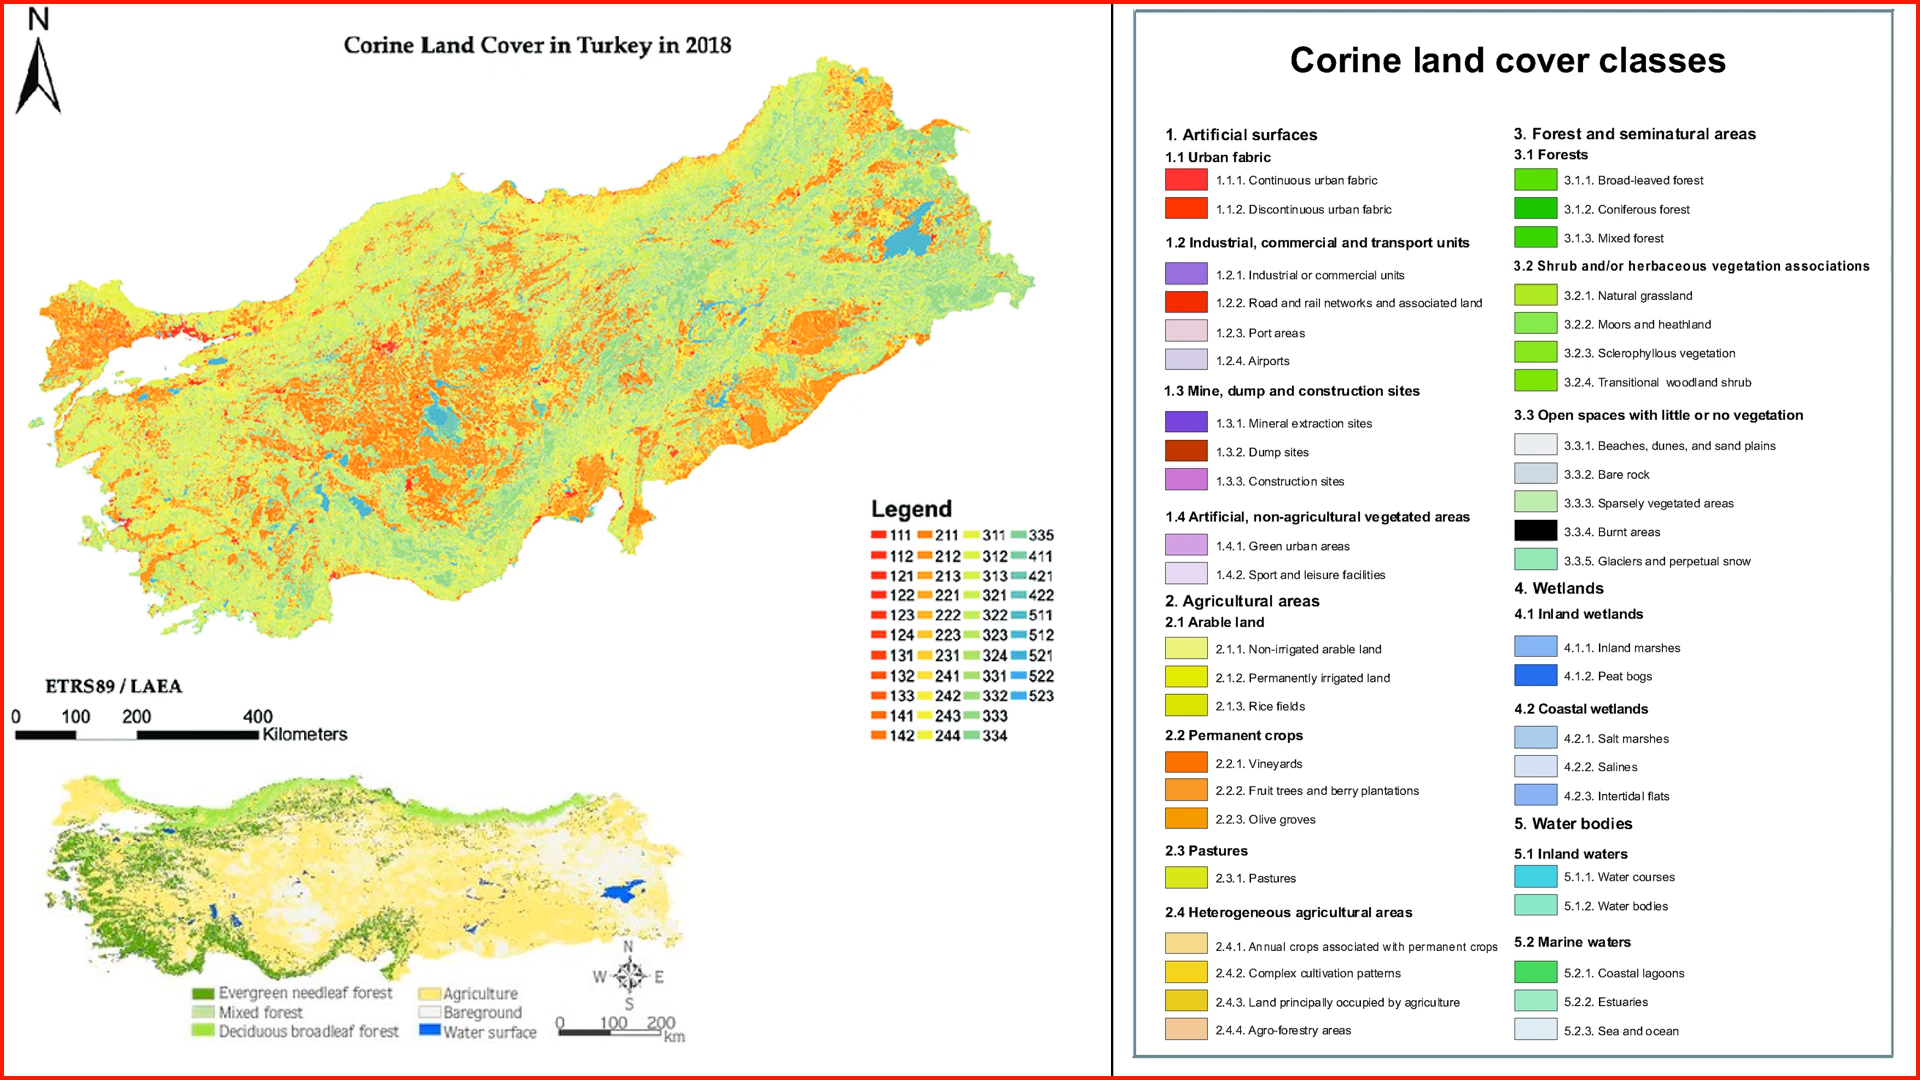 N
Corine Land Cover in Turkey in 2018
Legend
111 211 311 335
112 212 312 411
121 213 313 421
122 221 321 422
123 222 322 511
124 223 323 512
131 231 324 521
132 241 331 522
133 242 332 523
141 243 333
142 244 334
ETRS89 / LAEA
0 100 200 400
Kilometers
N
W E
S
Evergreen needleaf forest
Mixed forest
Deciduous broadleaf forest
Agriculture
Bareground
Water surface
0 100 200
km
Corine land cover classes
1. Artificial surfaces
1.1 Urban fabric
1.1.1. Continuous urban fabric
1.1.2. Discontinuous urban fabric
1.2 Industrial, commercial and transport units
1.2.1. Industrial or commercial units
1.2.2. Road and rail networks and associated land
1.2.3. Port areas
1.2.4. Airports
1.3 Mine, dump and construction sites
1.3.1. Mineral extraction sites
1.3.2. Dump sites
1.3.3. Construction sites
1.4 Artificial, non-agricultural vegetated areas
1.4.1. Green urban areas
1.4.2. Sport and leisure facilities
2. Agricultural areas
2.1 Arable land
2.1.1. Non-irrigated arable land
2.1.2. Permanently irrigated land
2.1.3. Rice fields
2.2 Permanent crops
2.2.1. Vineyards
2.2.2. Fruit trees and berry plantations
2.2.3. Olive groves
2.3 Pastures
2.3.1. Pastures
2.4 Heterogeneous agricultural areas
2.4.1. Annual crops associated with permanent crops
2.4.2. Complex cultivation patterns
2.4.3. Land principally occupied by agriculture
2.4.4. Agro-forestry areas
3. Forest and seminatural areas
3.1 Forests
3.1.1. Broad-leaved forest
3.1.2. Coniferous forest
3.1.3. Mixed forest
3.2 Shrub and/or herbaceous vegetation associations
3.2.1. Natural grassland
3.2.2. Moors and heathland
3.2.3. Sclerophyllous vegetation
3.2.4. Transitional woodland shrub
3.3 Open spaces with little or no vegetation
3.3.1. Beaches, dunes, and sand plains
3.3.2. Bare rock
3.3.3. Sparsely vegetated areas
3.3.4. Burnt areas
3.3.5. Glaciers and perpetual snow
4. Wetlands
4.1 Inland wetlands
4.1.1. Inland marshes
4.1.2. Peat bogs
4.2 Coastal wetlands
4.2.1. Salt marshes
4.2.2. Salines
4.2.3. Intertidal flats
5. Water bodies
5.1 Inland waters
5.1.1. Water courses
5.1.2. Water bodies
5.2 Marine waters
5.2.1. Coastal lagoons
5.2.2. Estuaries
5.2.3. Sea and ocean